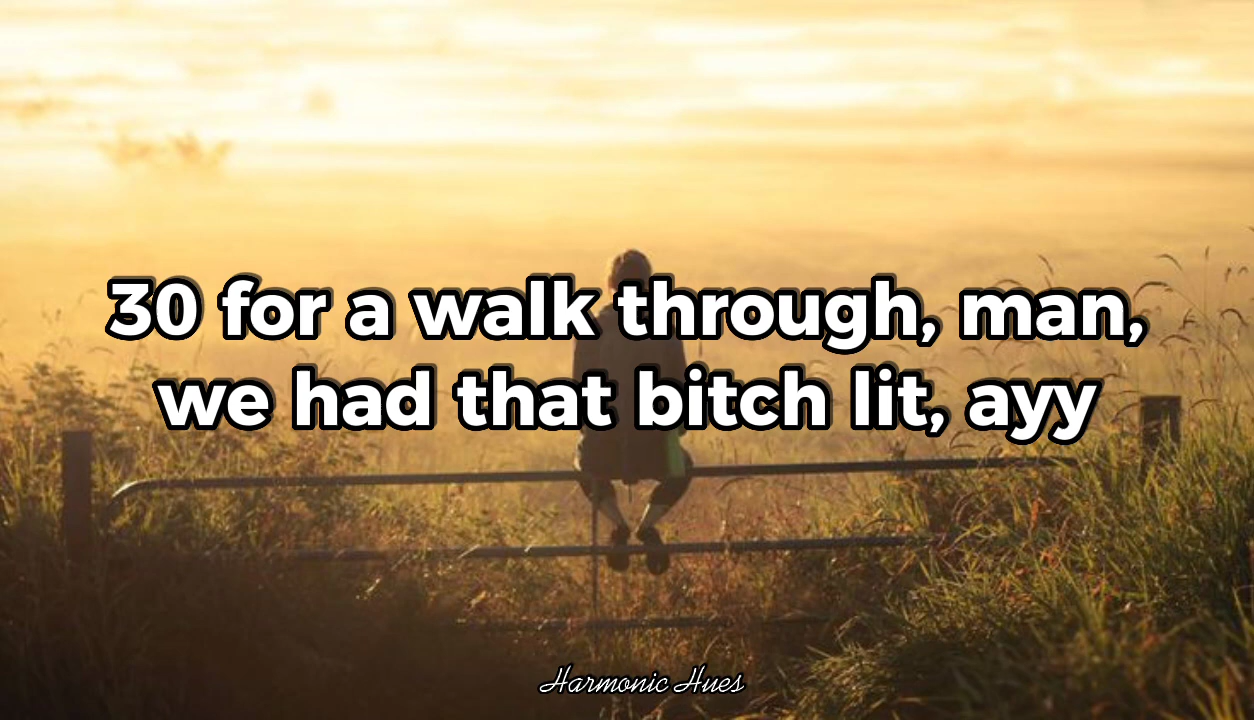 30 for a walk through, man,
we had that bitch lit, ayy
Harmonic Hues